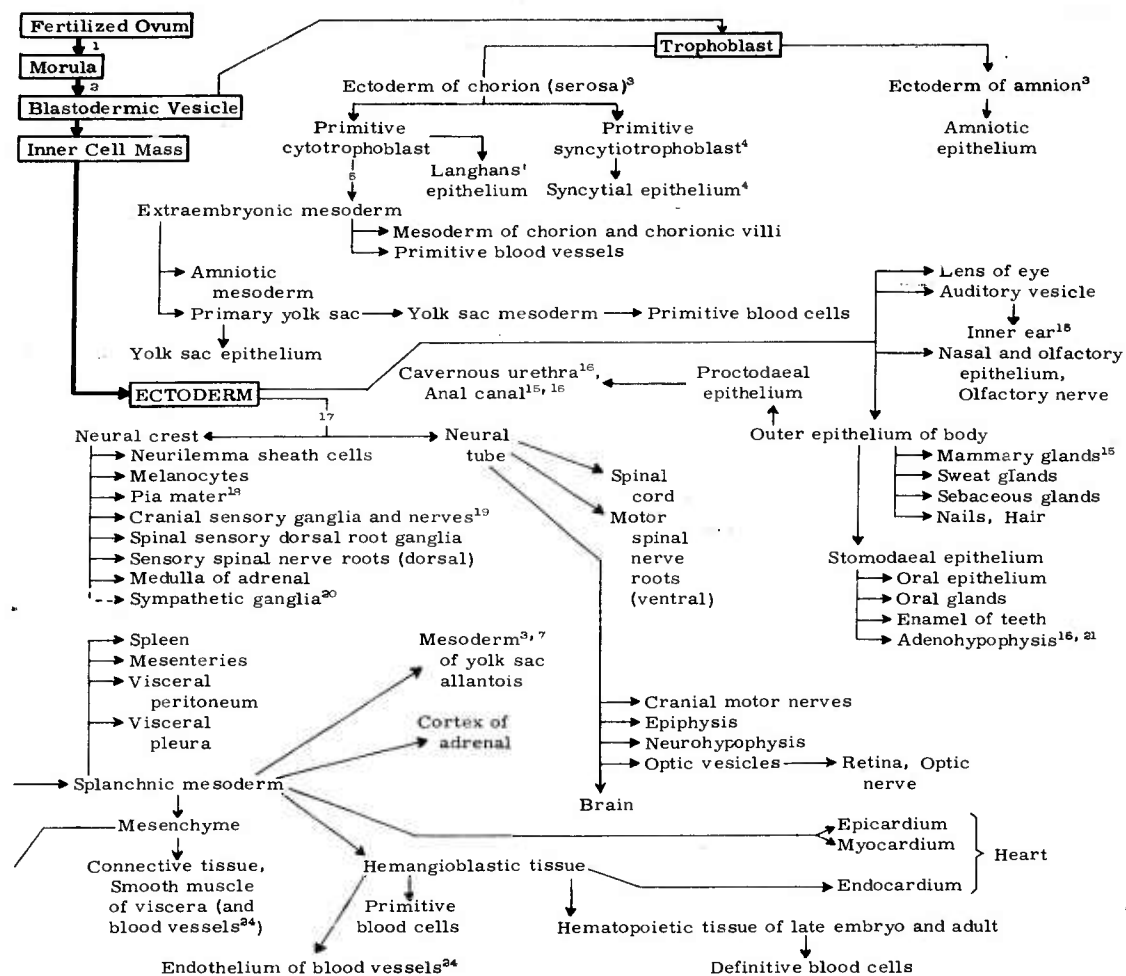 Fertilized Ovum
1
Morula
2
Blastodermic Vesicle
Inner Cell Mass
Trophoblast
Ectoderm of chorion (serosa)³
Ectoderm of amnion³
Primitive
cytotrophoblast
Primitive
syncytiotrophoblast⁴
Amniotic
epithelium
Langhans'
epithelium
Syncytial epithelium⁴
5
Extraembryonic mesoderm
Mesoderm of chorion and chorionic villi
Primitive blood vessels
Amniotic
mesoderm
Primary yolk sac
Yolk sac mesoderm
Primitive blood cells
Yolk sac epithelium
Lens of eye
Auditory vesicle
Inner ear¹⁵
Nasal and olfactory
epithelium,
Olfactory nerve
ECTODERM
17
Cavernous urethra¹⁶,
Anal canal¹⁵, ¹⁶
Proctodaeal
epithelium
Neural crest
Neurilemma sheath cells
Melanocytes
Pia mater¹⁸
Cranial sensory ganglia and nerves¹⁹
Spinal sensory dorsal root ganglia
Sensory spinal nerve roots (dorsal)
Medulla of adrenal
Sympathetic ganglia²⁰
Neural
tube
Spinal
cord
Motor
spinal
nerve
roots
(ventral)
Outer epithelium of body
Mammary glands¹⁵
Sweat glands
Sebaceous glands
Nails, Hair
Stomodaeal epithelium
Oral epithelium
Oral glands
Enamel of teeth
Adenohypophysis¹⁶, ²¹
Spleen
Mesenteries
Visceral
peritoneum
Visceral
pleura
Mesoderm³, ⁷
of yolk sac
allantois
Cortex of
adrenal
Cranial motor nerves
Epiphysis
Neurohypophysis
Optic vesicles
Retina, Optic
nerve
Brain
Splanchnic mesoderm
Mesenchyme
Connective tissue,
Smooth muscle
of viscera (and
blood vessels²⁴)
Hemangioblastic tissue
Primitive
blood cells
Endothelium of blood vessels²⁴
Epicardium
Myocardium
Heart
Endocardium
Hematopoietic tissue of late embryo and adult
Definitive blood cells